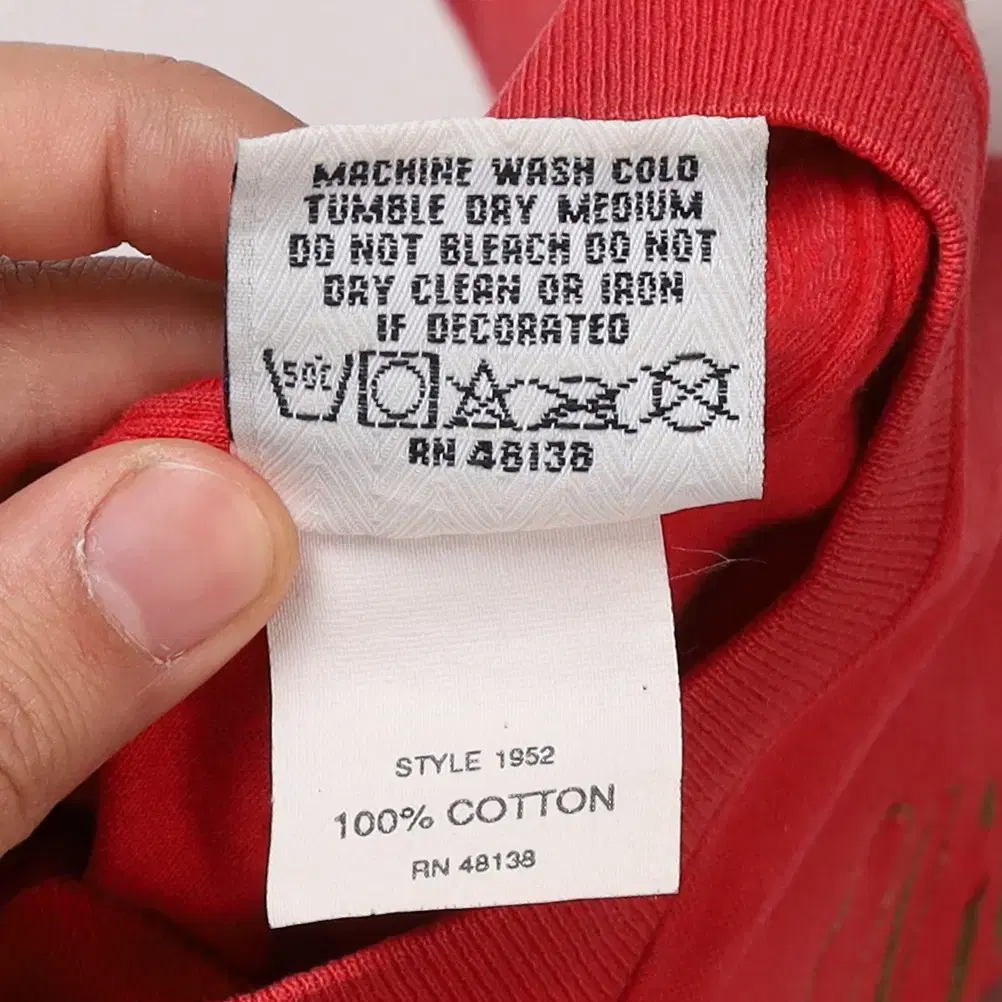 MACHINE WASH COLD
TUMBLE DRY MEDIUM
DO NOT BLEACH DO NOT
DRY CLEAN OR IRON
IF DECORATED
50C
RN 48138
STYLE 1952
100% COTTON
RN 48138